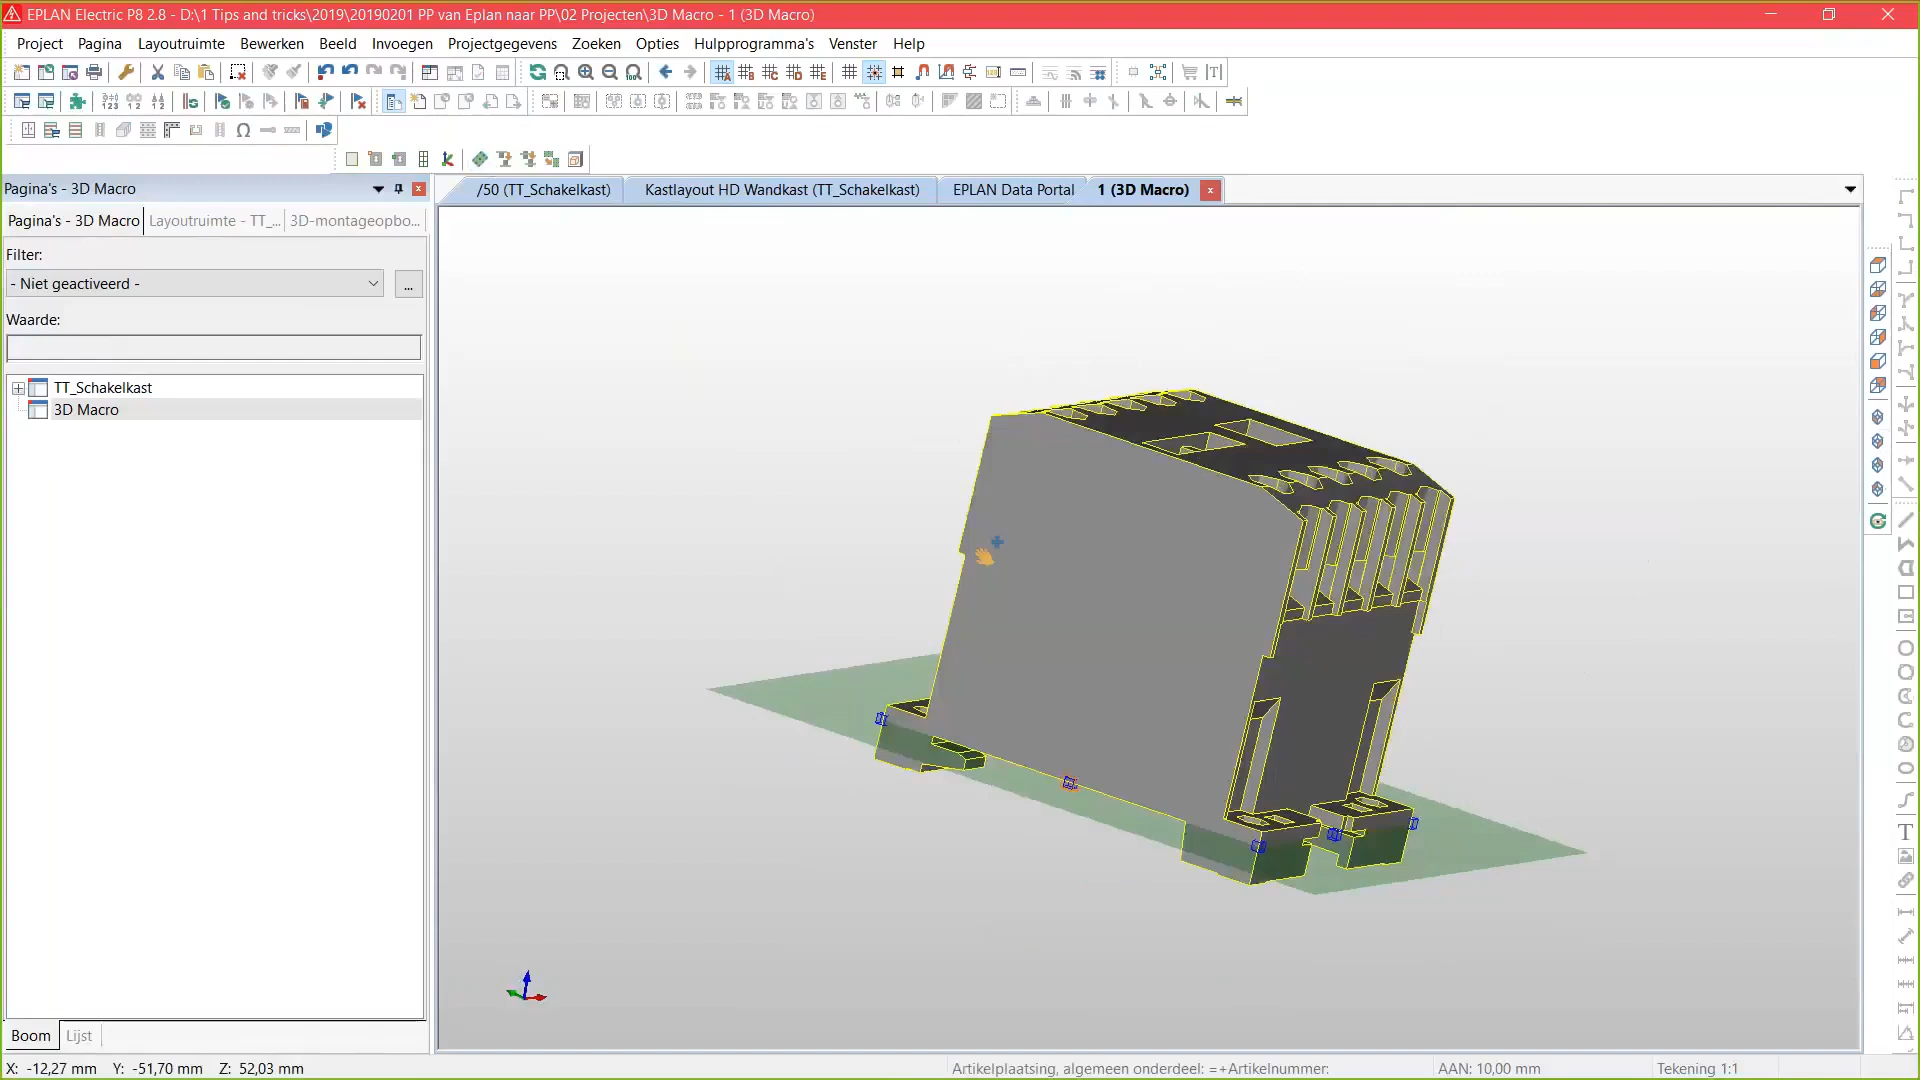 EPLAN Electric P8 2.8 - D:\1 Tips and tricks\2019\20190201 PP van Eplan naar PP\02 Projecten\3D Macro - 1 (3D Macro)
Project Pagina Layoutruimte Bewerken Beeld Invoegen Projectgegevens Zoeken Opties Hulpprogramma's Venster Help
Pagina's - 3D Macro
/50 (TT_Schakelkast) Kastlayout HD Wandkast (TT_Schakelkast) EPLAN Data Portal 1 (3D Macro)
Pagina's - 3D Macro Layoutruimte - TT_... 3D-montageopbo...
Filter:
- Niet geactiveerd - ...
Waarde:
TT_Schakelkast
3D Macro
Boom Lijst
X: -12,27 mm Y: -51,70 mm Z: 52,03 mm Artikelplaatsing, algemeen onderdeel: =+Artikelnummer: AAN: 10,00 mm Tekening 1:1